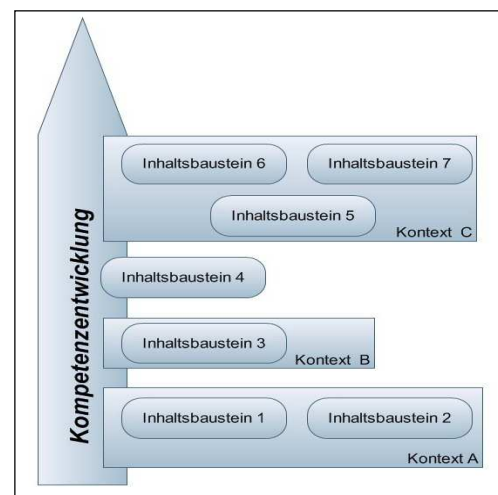 Kompetenzentwicklung
Inhaltsbaustein 6
Inhaltsbaustein 7
Inhaltsbaustein 5
Kontext C
Inhaltsbaustein 4
Inhaltsbaustein 3
Kontext B
Inhaltsbaustein 1
Inhaltsbaustein 2
Kontext A